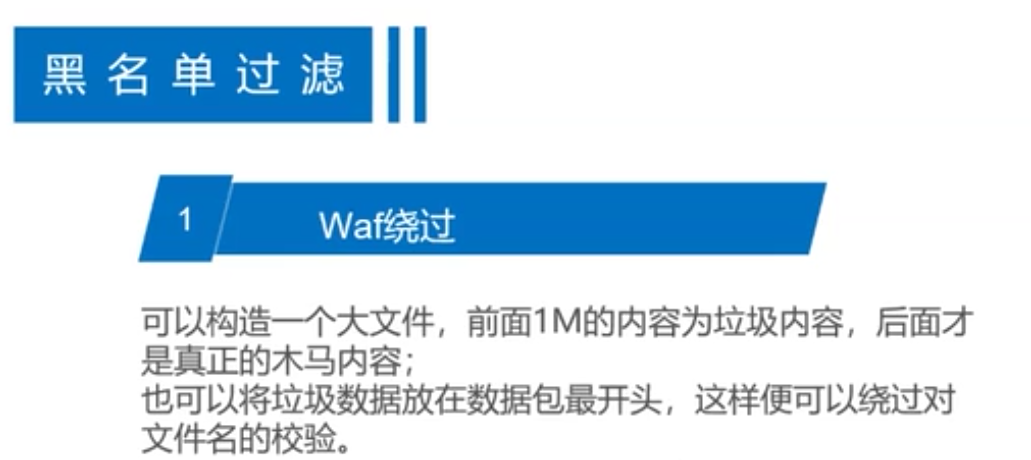 黑名单过滤
1
Waf绕过
可以构造一个大文件，前面1M的内容为垃圾内容，后面才
是真正的木马内容；
也可以将垃圾数据放在数据包最开头，这样便可以绕过对
文件名的校验。